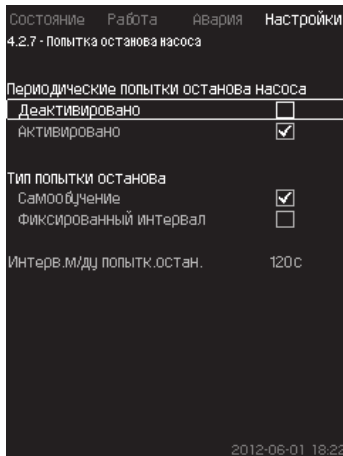 Состояние Работа Авария Настройки
4.2.7 - Попытка останова насоса
Периодические попытки останова насоса
Деактивировано
Активировано
Тип попытки останова
Самообучение
Фиксированный интервал
Интерв.м/ду попытк.остан. 120с
2012-06-01 18:22